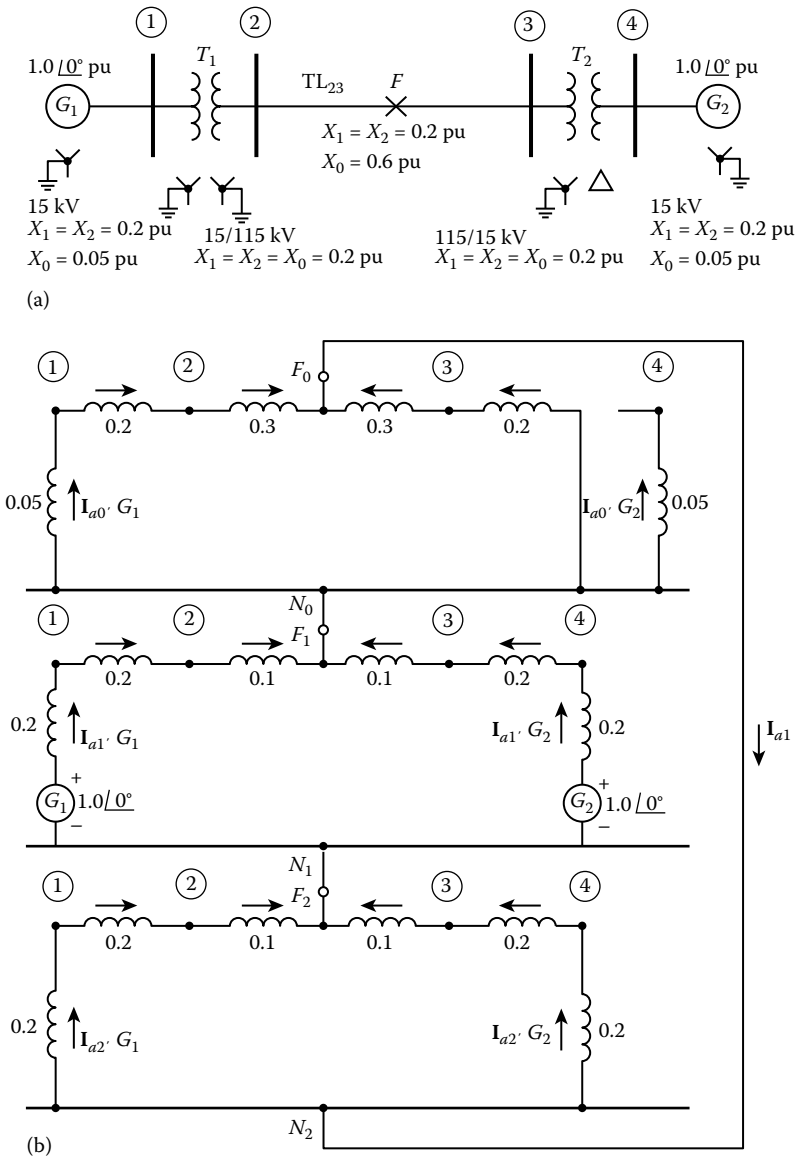 1 2 3 4
T1 T2
1.0 /0° pu TL23 F 1.0 /0° pu
G1 G2
X1 = X2 = 0.2 pu
X0 = 0.6 pu
15 kV
X1 = X2 = 0.2 pu
X0 = 0.05 pu
15/115 kV
X1 = X2 = X0 = 0.2 pu
115/15 kV
X1 = X2 = X0 = 0.2 pu
15 kV
X1 = X2 = 0.2 pu
X0 = 0.05 pu
(a)
1 2 F0 3 4
0.2 0.3 0.3 0.2
0.05 Ia0, G1 Ia0, G2 0.05
N0
1 2 F1 3 4
0.2 0.1 0.1 0.2
0.2 Ia1, G1 Ia1, G2 0.2
Ia1
+ +
G1 1.0 /0° G2 1.0 /0°
− −
N1
1 2 F2 3 4
0.2 0.1 0.1 0.2
0.2 Ia2, G1 Ia2, G2 0.2
N2
(b)